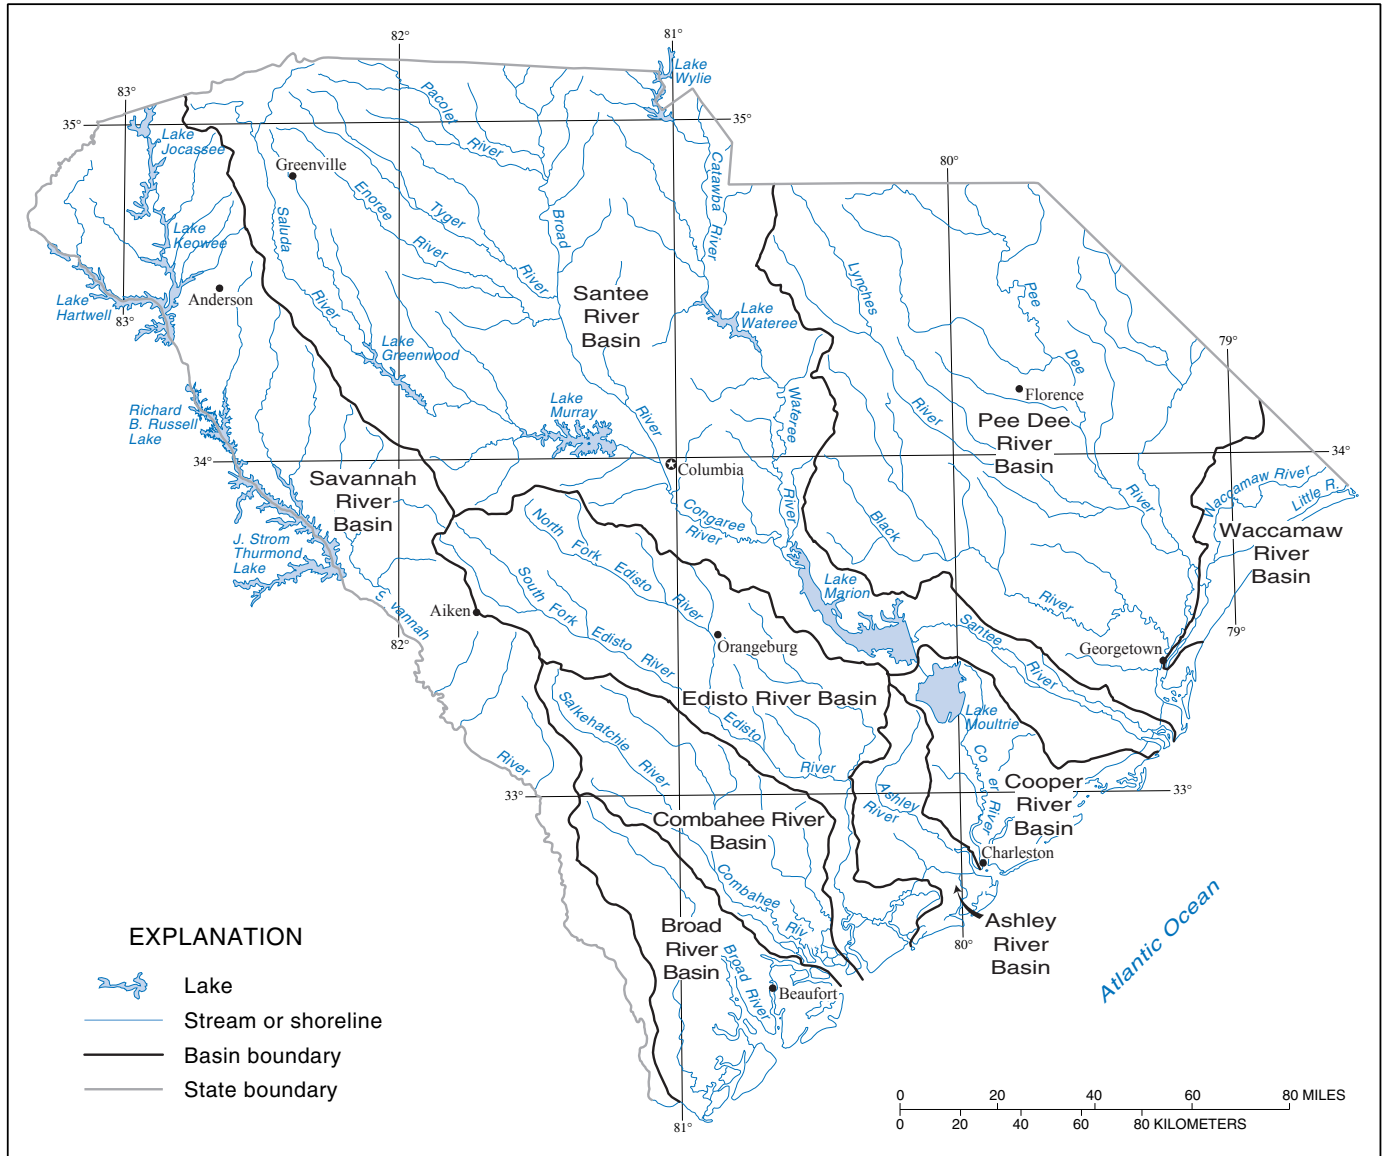 82°
81°
Lake
Wylie
83°
35°
35°
Pacolet
River
Lake
Jocassee
Greenville
Catawba
River
80°
Enoree
River
Tyger
River
Saluda
River
Broad
River
Lake
Keowee
Anderson
Lake
Hartwell
83°
Santee
River
Basin
Lake
Wateree
Lynches
River
Pee
Dee
River
79°
Lake
Greenwood
Florence
Pee Dee
River
Basin
Richard
B. Russell
Lake
Lake
Murray
Wateree
River
34°
34°
Columbia
Savannah
River
Basin
Waccamaw River
Little R.
Waccamaw
River
Basin
North Fork Edisto River
Congaree
River
Black
River
J. Strom
Thurmond
Lake
South Fork Edisto River
Lake
Marion
Savannah
River
Aiken
82°
Orangeburg
Santee
River
Georgetown
79°
Edisto River Basin
Edisto
River
Lake
Moultrie
Salkehatchie
River
33°
33°
Co er River
Cooper
River
Basin
Ashley
River
Combahee River
Basin
Charleston
Combahee
Riv
Broad
River
Basin
Broad River
Ashley
River
Basin
80°
Beaufort
Atlantic Ocean
81°
EXPLANATION
Lake
Stream or shoreline
Basin boundary
State boundary
0 20 40 60 80 MILES
0 20 40 60 80 KILOMETERS